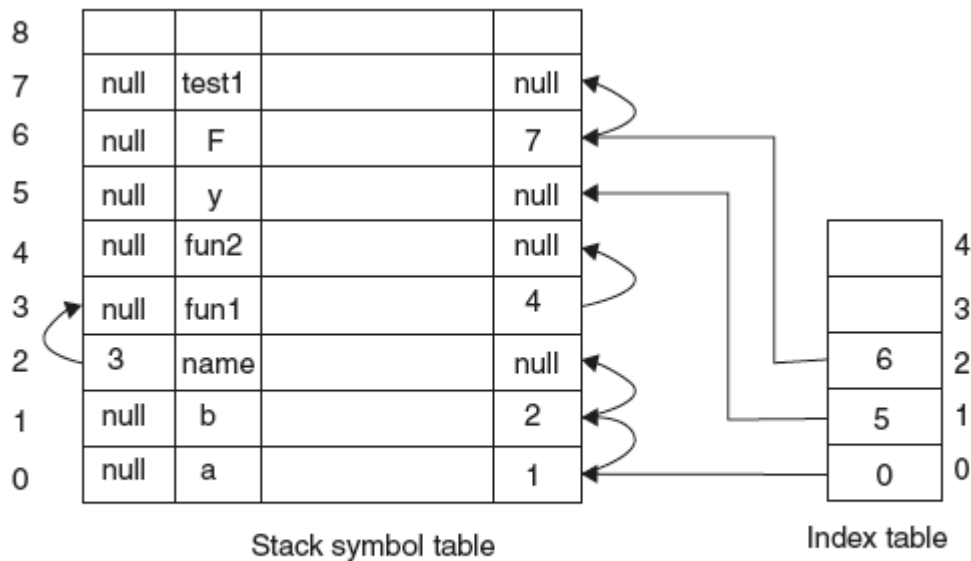 8
7 null test1 null
6 null F 7
5 null y null
4 null fun2 null 4
3 null fun1 4 3
2 3 name null 6 2
1 null b 2 5 1
0 null a 1 0 0
Stack symbol table Index table